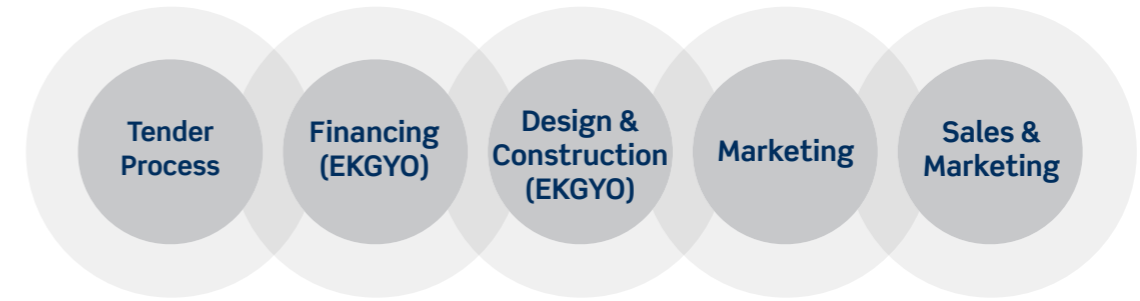 Tender
Process
Financing
(EKGYO)
Design &
Construction
(EKGYO)
Marketing
Sales &
Marketing